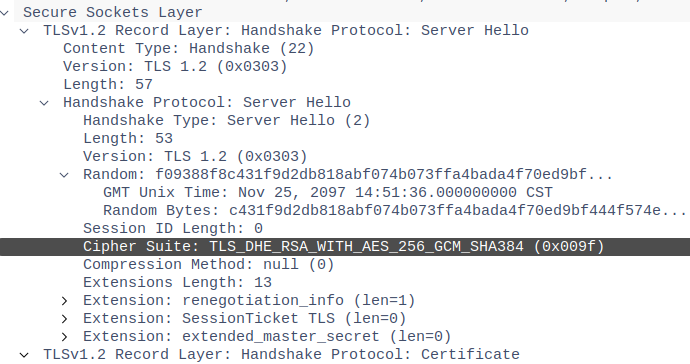 Secure Sockets Layer
TLSv1.2 Record Layer: Handshake Protocol: Server Hello
Content Type: Handshake (22)
Version: TLS 1.2 (0x0303)
Length: 57
Handshake Protocol: Server Hello
Handshake Type: Server Hello (2)
Length: 53
Version: TLS 1.2 (0x0303)
Random: f09388f8c431f9d2db818abf074b073ffa4bada4f70ed9bf...
GMT Unix Time: Nov 25, 2097 14:51:36.000000000 CST
Random Bytes: c431f9d2db818abf074b073ffa4bada4f70ed9bf444f574e...
Session ID Length: 0
Cipher Suite: TLS_DHE_RSA_WITH_AES_256_GCM_SHA384 (0x009f)
Compression Method: null (0)
Extensions Length: 13
Extension: renegotiation_info (len=1)
Extension: SessionTicket TLS (len=0)
Extension: extended_master_secret (len=0)
TLSv1.2 Record Layer: Handshake Protocol: Certificate